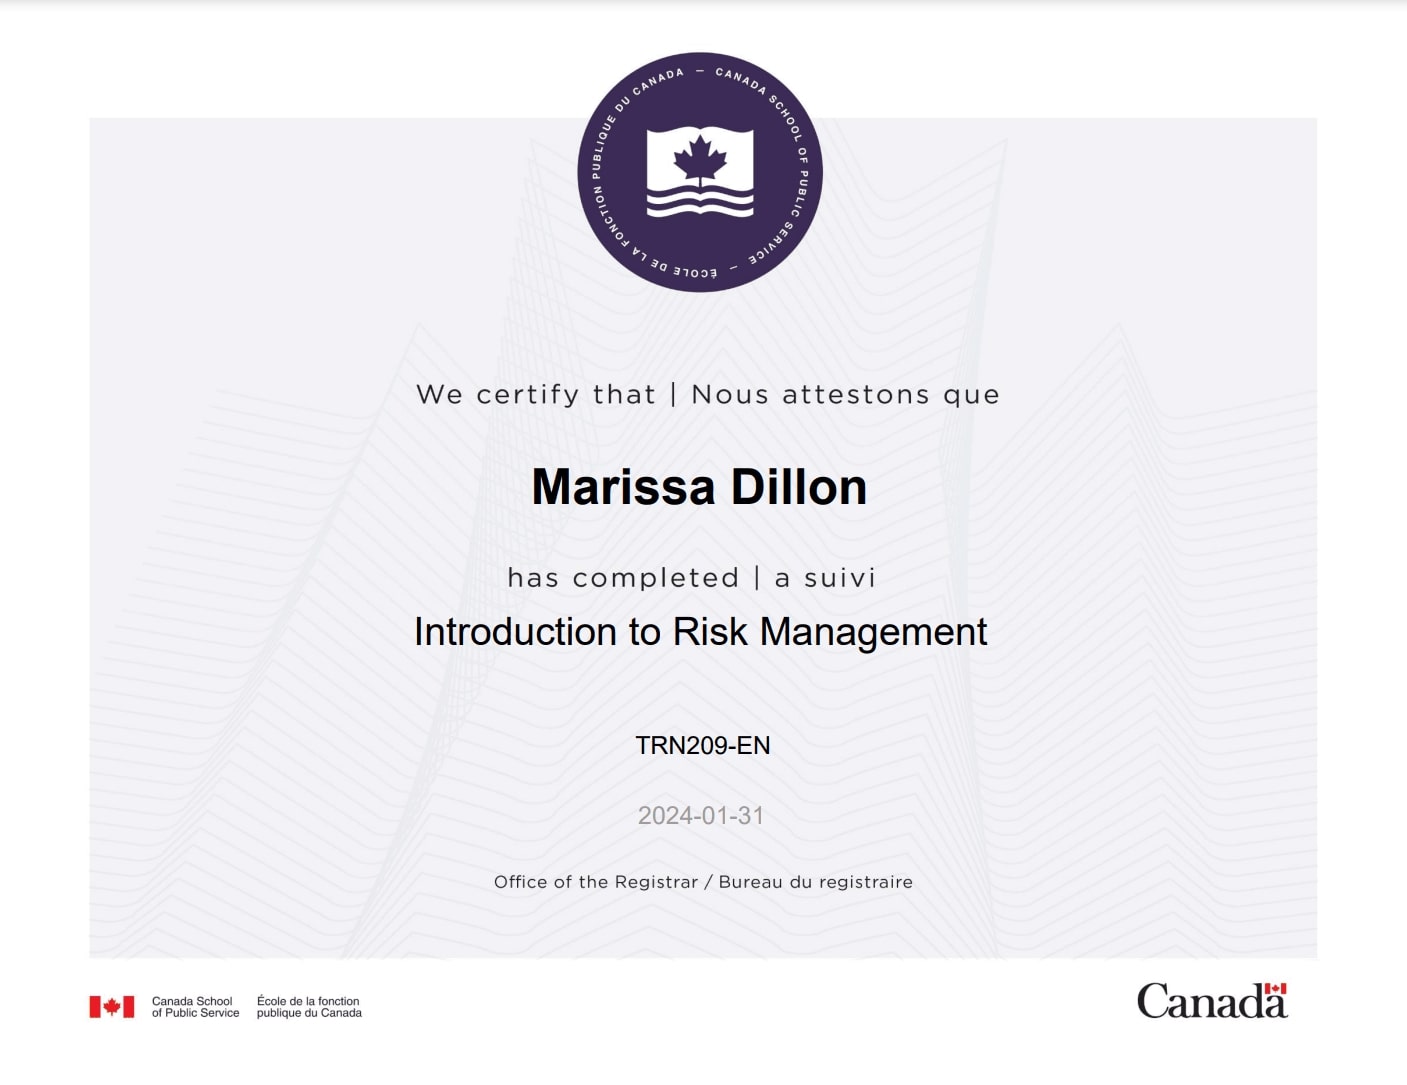 CANADA SCHOOL OF PUBLIC SERVICE — ÉCOLE DE LA FONCTION PUBLIQUE DU CANADA —
We certify that | Nous attestons que
Marissa Dillon
has completed | a suivi
Introduction to Risk Management
TRN209-EN
2024-01-31
Office of the Registrar / Bureau du registraire
Canada School
of Public Service
École de la fonction
publique du Canada
Canada